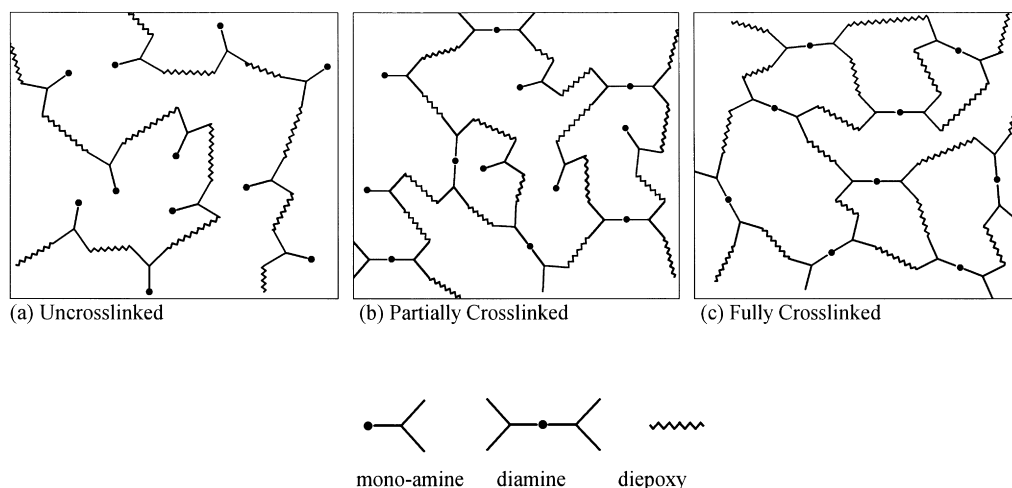 (a) Uncrosslinked
(b) Partially Crosslinked
(c) Fully Crosslinked
mono-amine
diamine
diepoxy